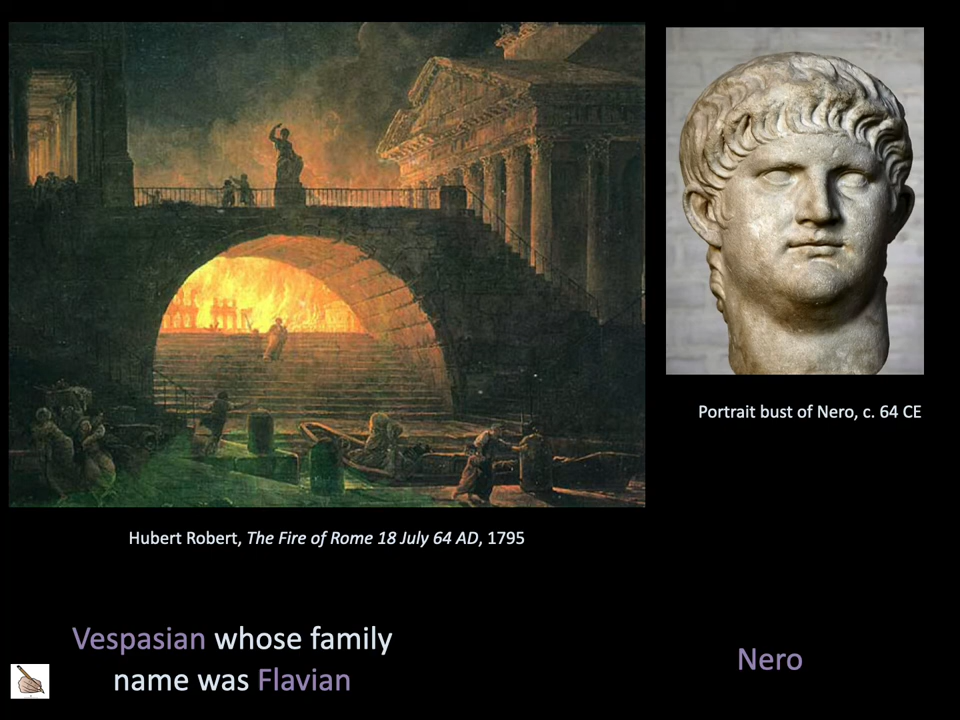 Portrait bust of Nero, c. 64 CE
Hubert Robert, The Fire of Rome 18 July 64 AD, 1795
Vespasian whose family
name was Flavian
Nero